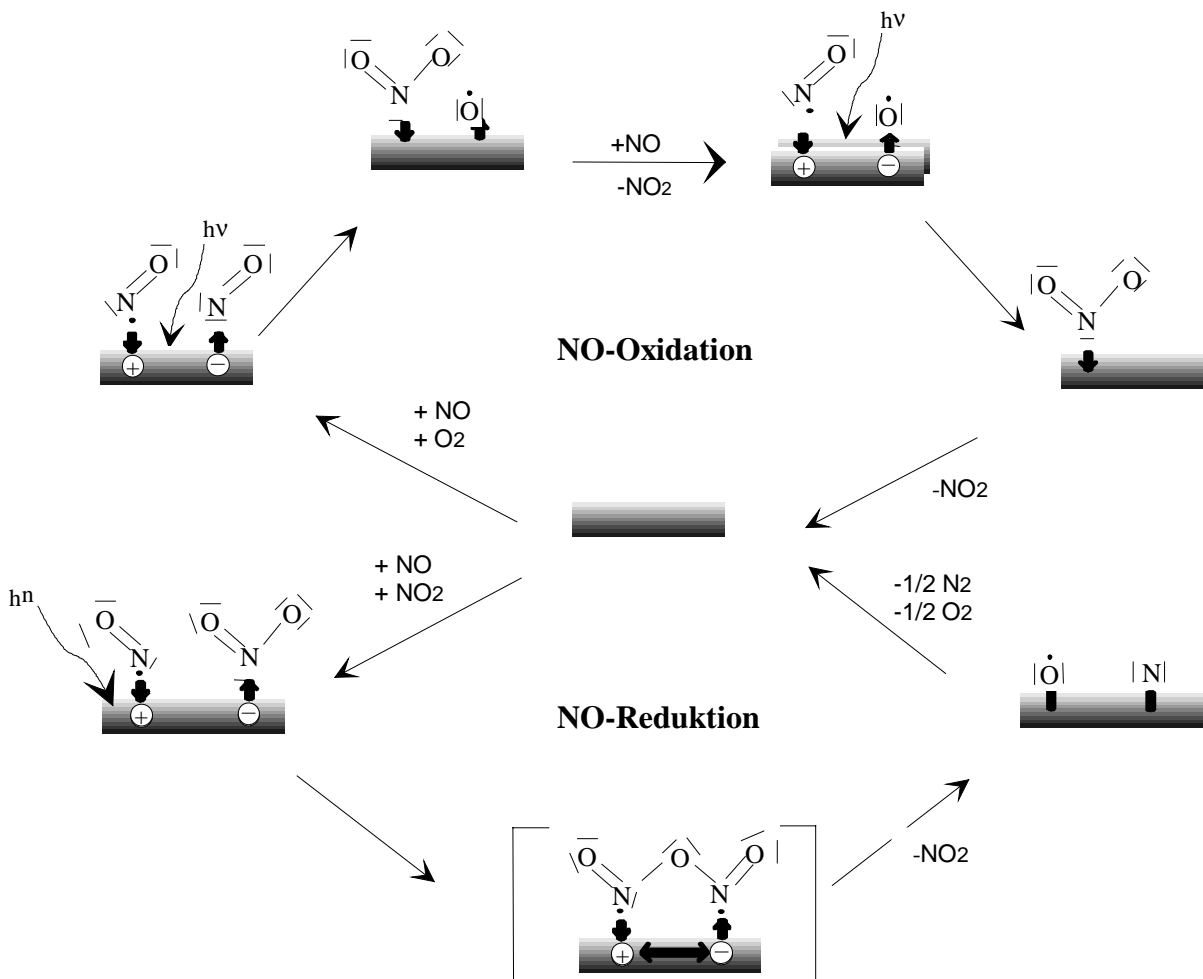 hν
O O
N
O
+NO
-NO2
O
N
O
+ −
hν
O O
N N
+ −
O O
N
NO-Oxidation
+ NO
+ O2
-NO2
+ NO
+ NO2
-1/2 N2
-1/2 O2
hn
O O O
N N
+ −
O N
NO-Reduktion
-NO2
O O O
N N
+ −